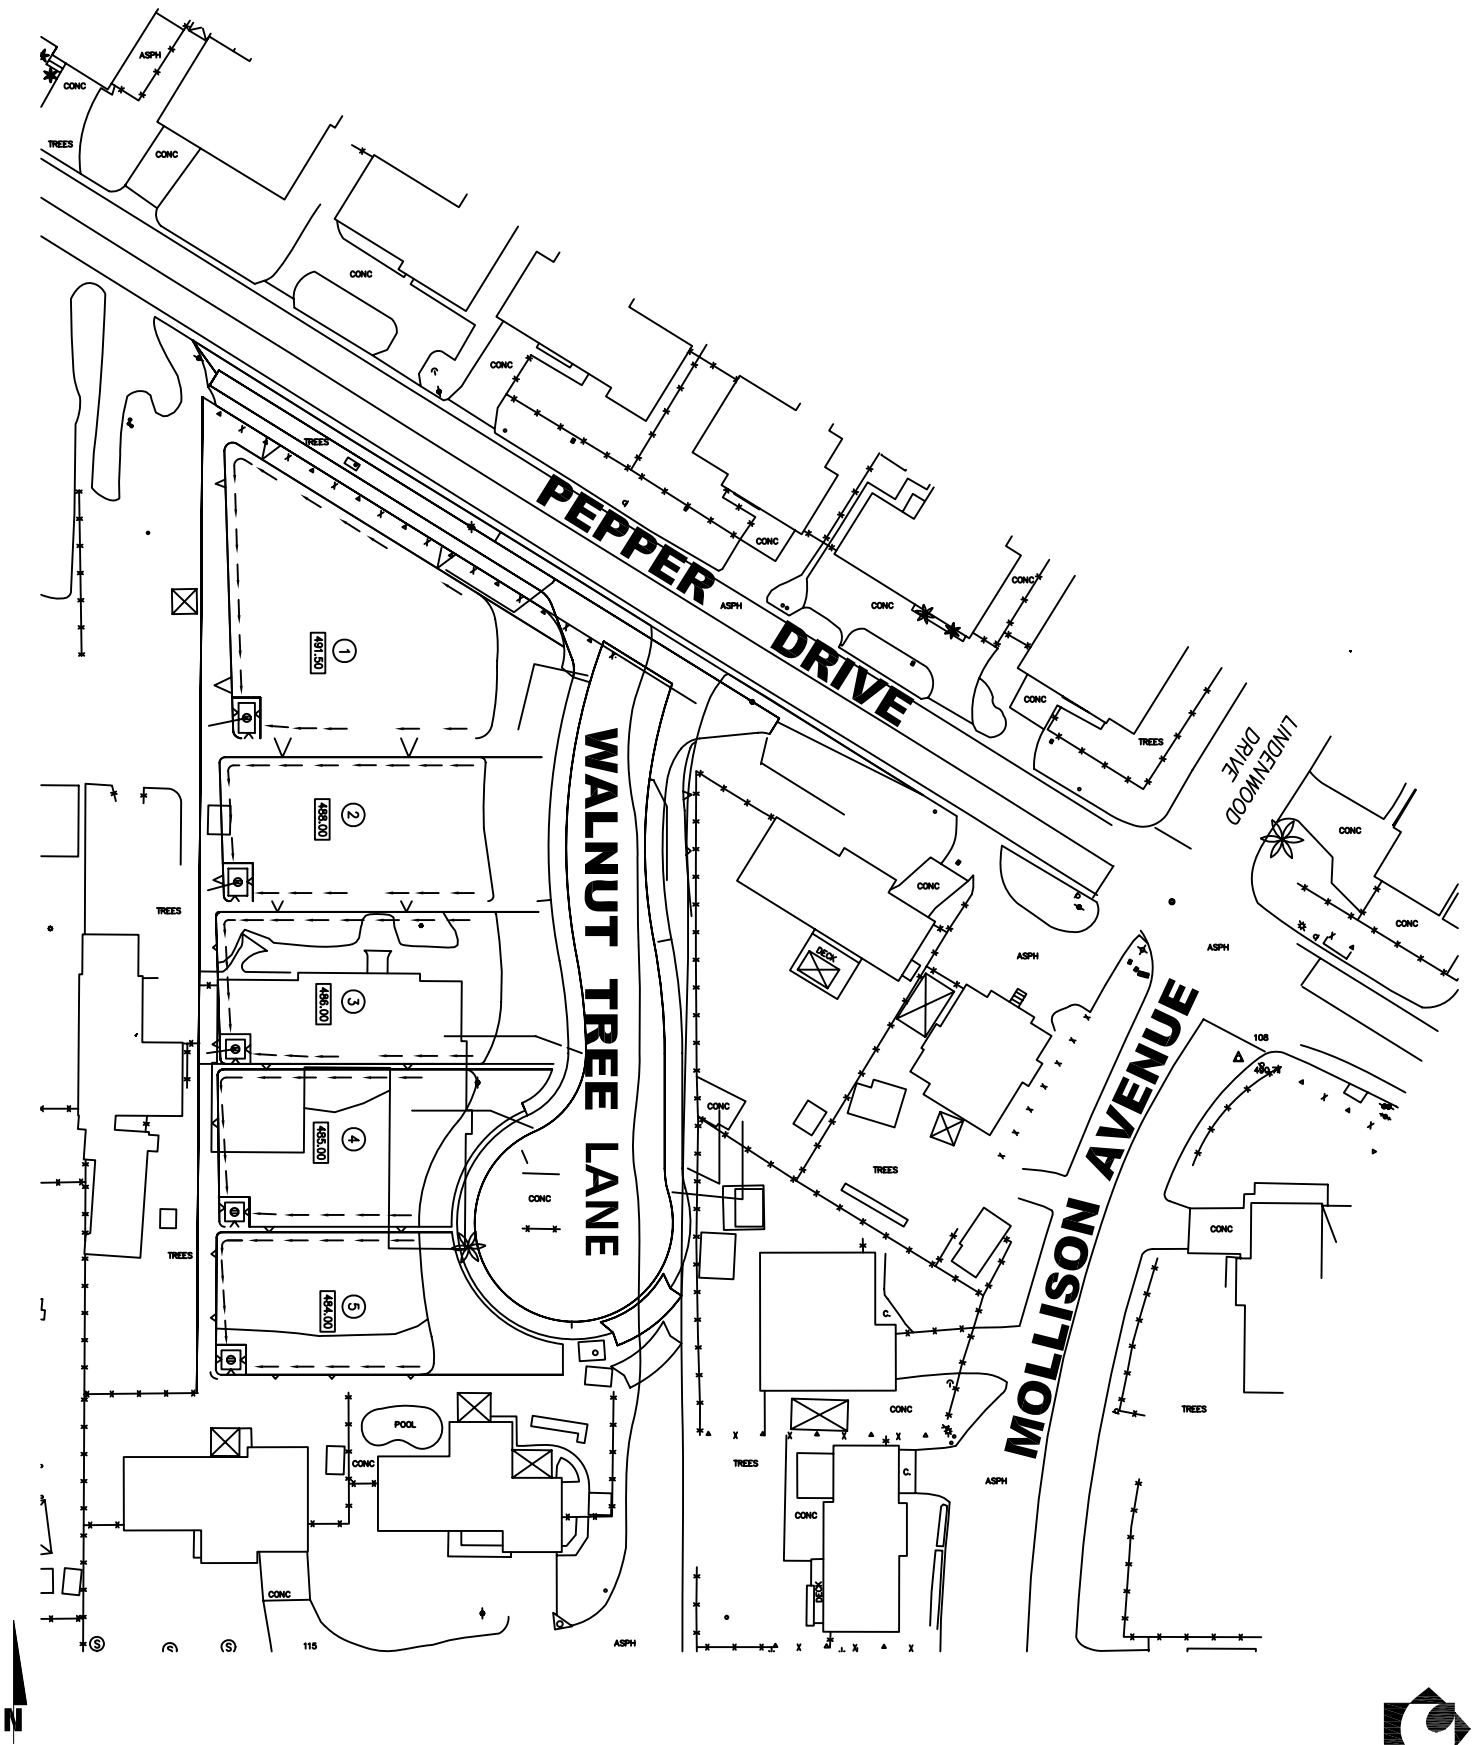 ASPH
CONC
TREES
CONC
CONC
CONC
TREES
PEPPER DRIVE
CONC
ASPH
CONC
CONC
CONC
TREES
LINDENWOOD
DRIVE
1
491.50
WALNUT TREE LANE
2
488.00
CONC
CONC
TREES
CONC
DECK
ASPH
ASPH
3
486.00
MOLLISON AVENUE
108
CONC
4
485.00
TREES
CONC
CONC
TREES
5
484.00
C.
CONC
TREES
POOL
CONC
TREES
C.
ASPH
CONC
DECK
CONC
S
S
S
115
ASPH
N